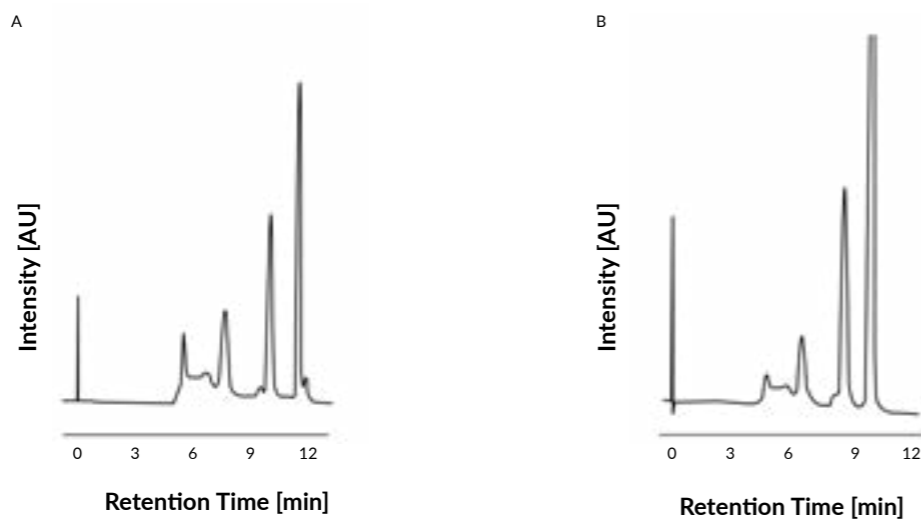 A
Intensity [AU]
0 3 6 9 12
Retention Time [min]
B
Intensity [AU]
0 3 6 9 12
Retention Time [min]